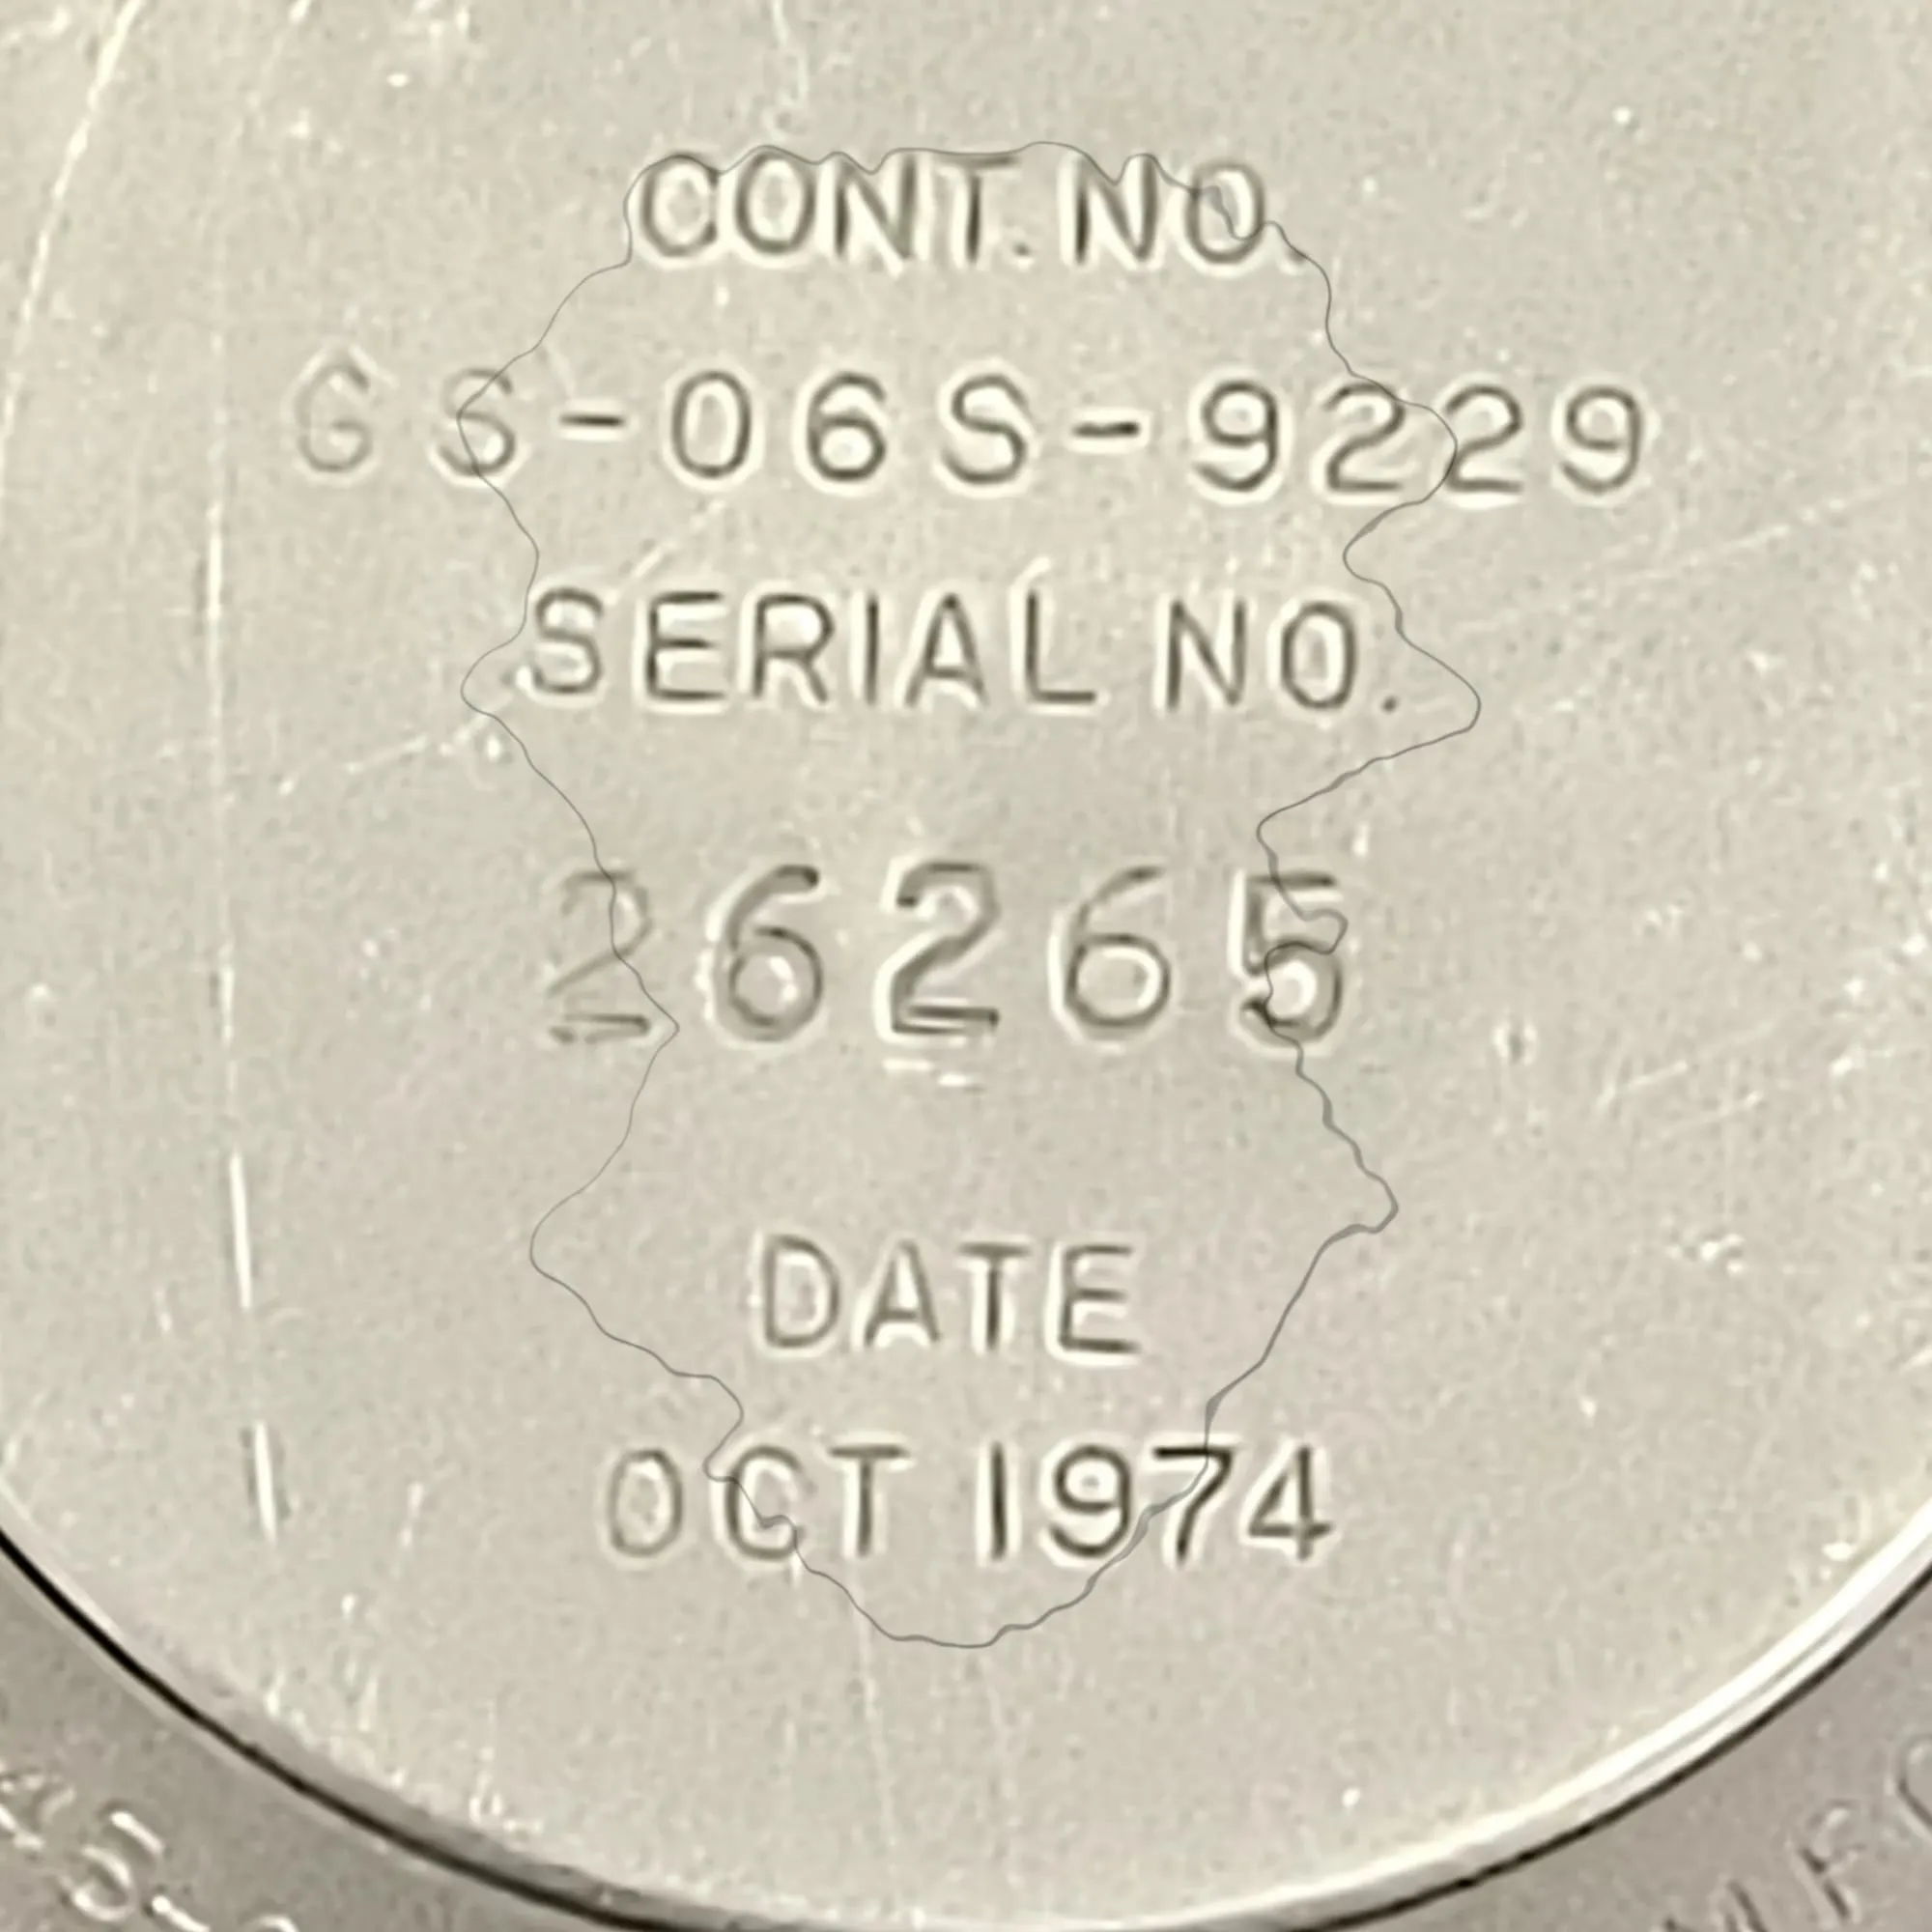 CONT. NO.
GS-06S-9229
SERIAL NO.
26265
DATE
OCT 1974